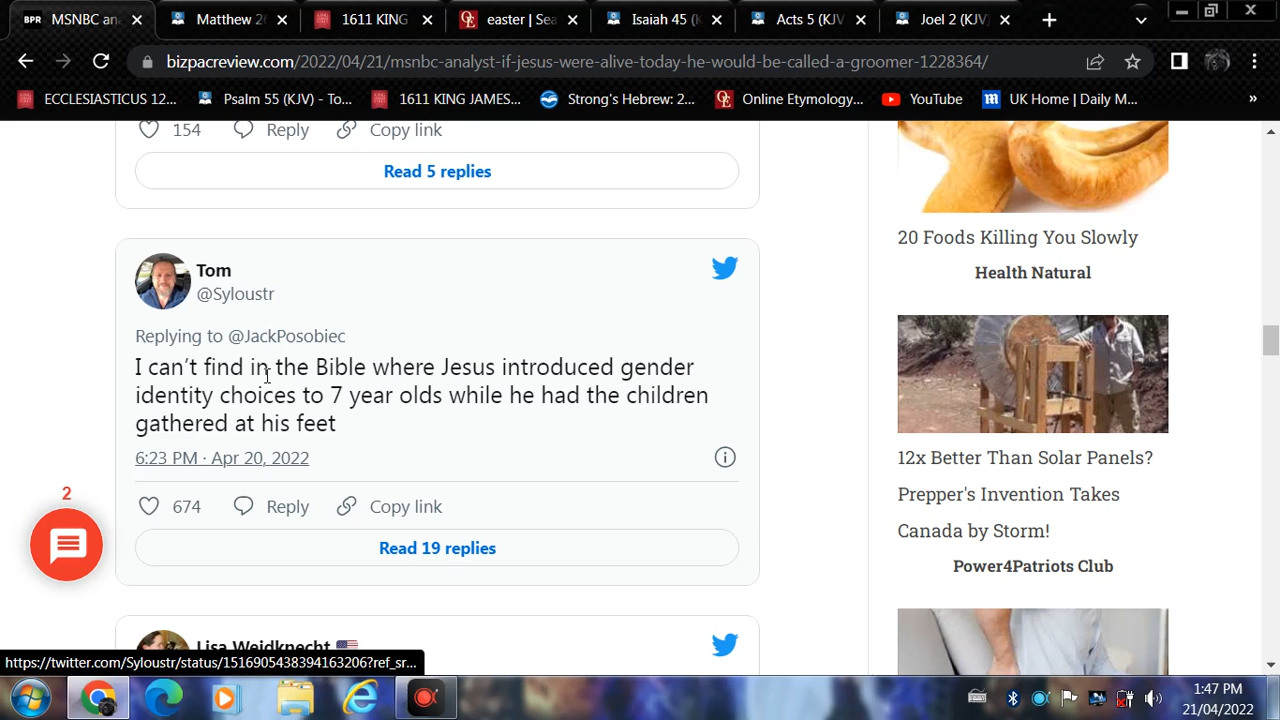 MSNBC an
Matthew 26
1611 KING
easter | Sea
Isaiah 45 (K
Acts 5 (KJV)
Joel 2 (KJV)
bizpacreview.com/2022/04/21/msnbc-analyst-if-jesus-were-alive-today-he-would-be-called-a-groomer-1228364/
ECCLESIASTICUS 12...
Psalm 55 (KJV) - To...
1611 KING JAMES...
Strong's Hebrew: 2...
Online Etymology...
YouTube
UK Home | Daily M...
»
154 Reply Copy link
Read 5 replies
Tom
@Syloustr
Replying to @JackPosobiec
I can't find in the Bible where Jesus introduced gender
identity choices to 7 year olds while he had the children
gathered at his feet
6:23 PM · Apr 20, 2022
674 Reply Copy link
Read 19 replies
2
Lisa Weidknecht
20 Foods Killing You Slowly
Health Natural
12x Better Than Solar Panels?
Prepper's Invention Takes
Canada by Storm!
Power4Patriots Club
https://twitter.com/Syloustr/status/1516905438394163206?ref_sr...
1:47 PM
21/04/2022